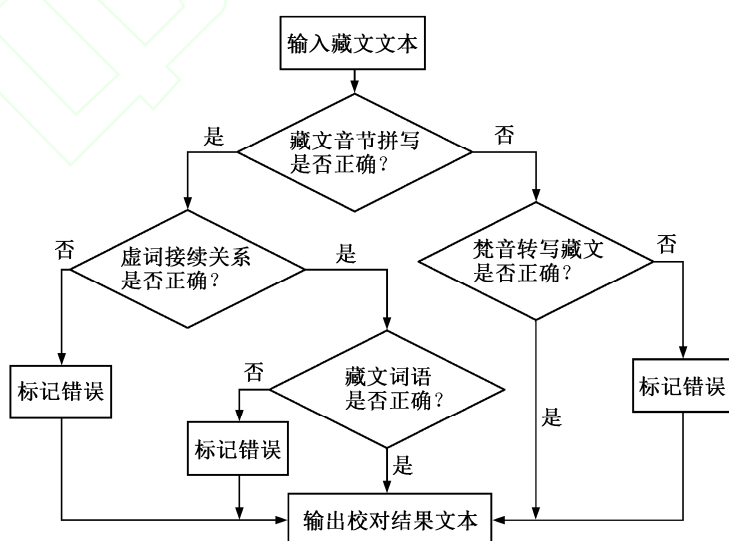 输入藏文文本
是
藏文音节拼写
是否正确？
否
否
虚词接续关系
是否正确？
是
梵音转写藏文
是否正确？
否
标记错误
否
藏文词语
是否正确？
标记错误
标记错误
是
是
输出校对结果文本